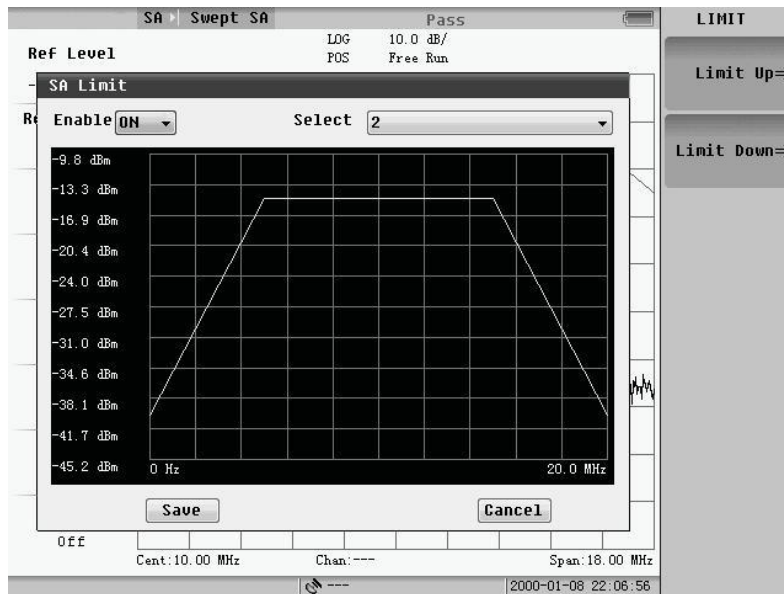 SA Swept SA Pass LIMIT
LOG 10.0 dB/
Ref Level
POS Free Run
Limit Up=
SA Limit
Enable ON Select 2
Limit Down=
-9.8 dBm
-13.3 dBm
-16.9 dBm
-20.4 dBm
-24.0 dBm
-27.5 dBm
-31.0 dBm
-34.6 dBm
-38.1 dBm
-41.7 dBm
-45.2 dBm 0 Hz 20.0 MHz
Save Cancel
Off
Cent:10.00 MHz Chan:--- Span:18.00 MHz
--- 2000-01-08 22:06:56